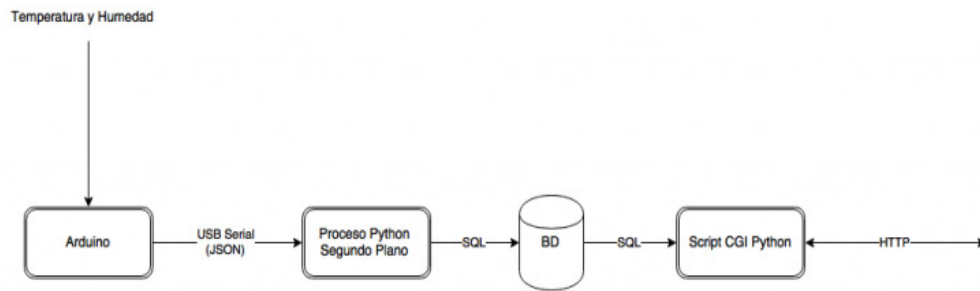 Temperatura y Humedad
Arduino
USB Serial
(JSON)
Proceso Python
Segundo Plano
SQL
BD
SQL
Script CGI Python
HTTP